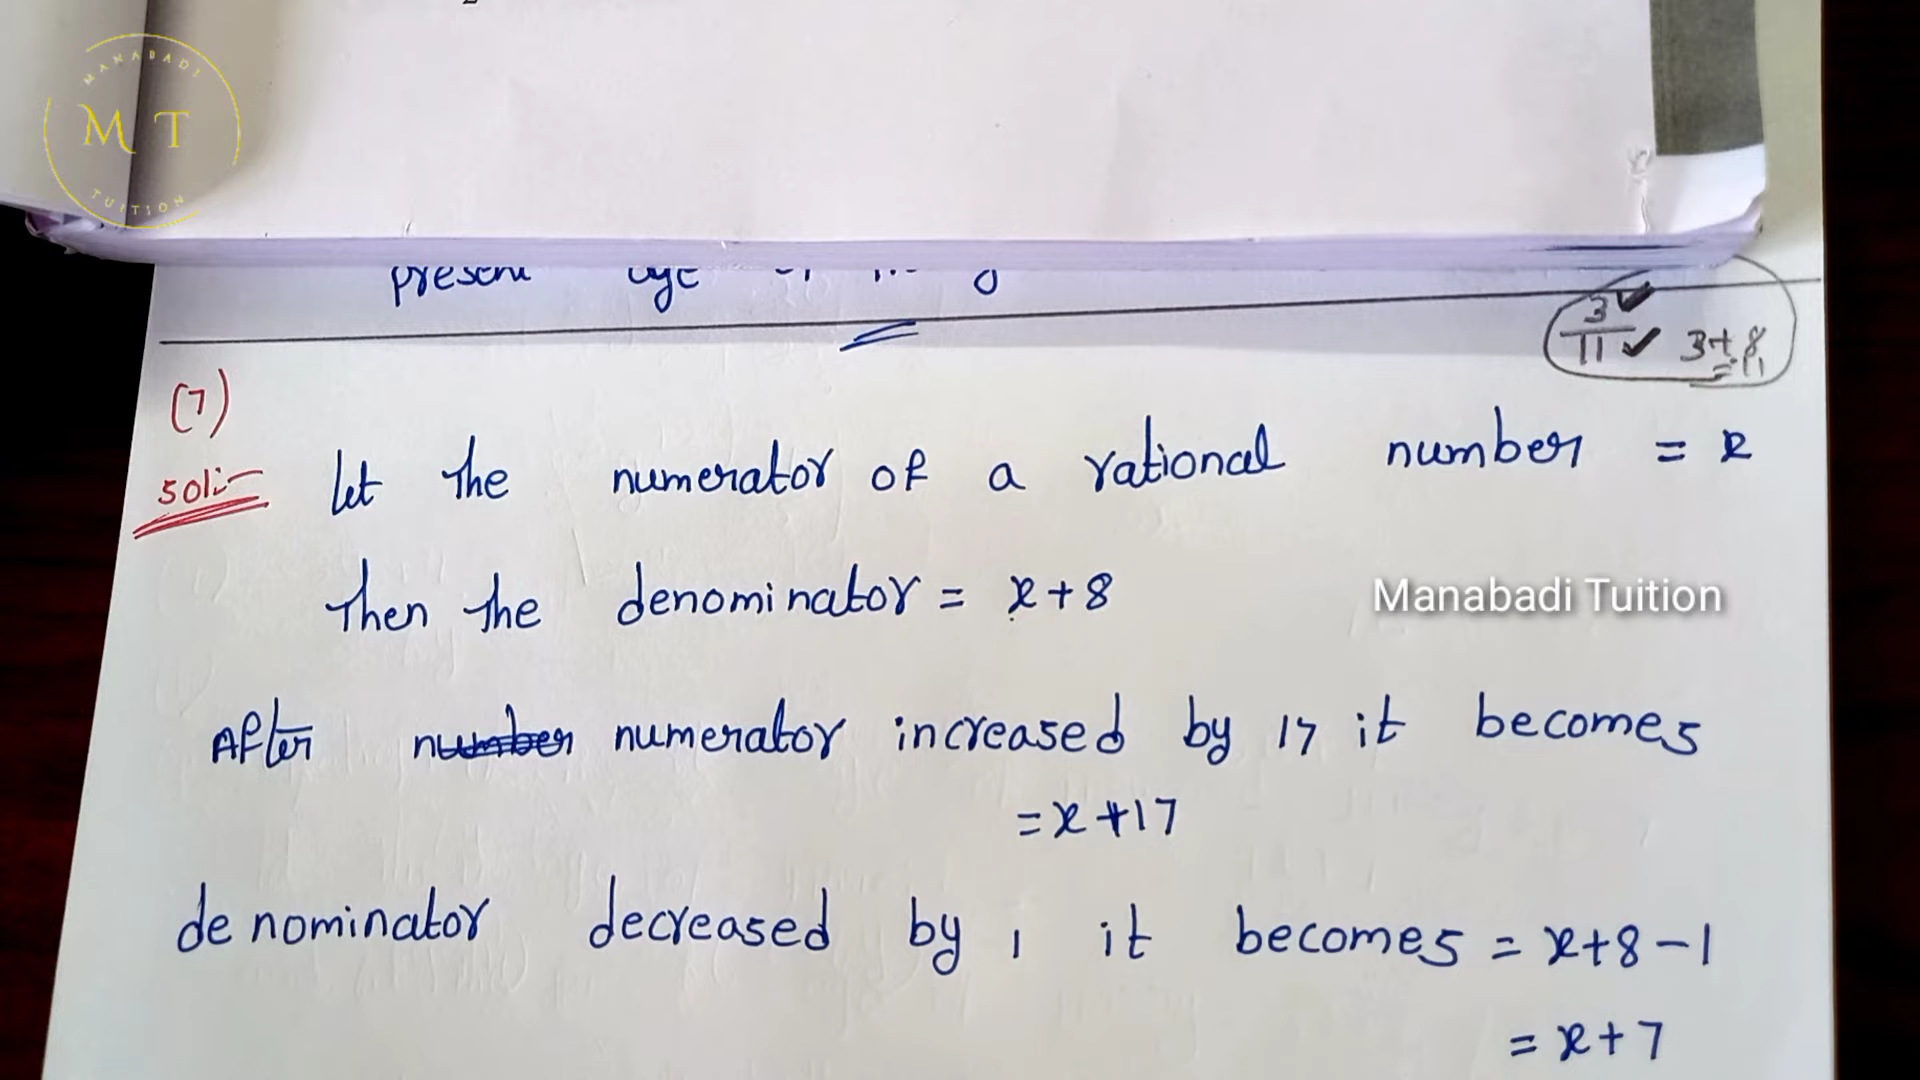 MANABADI
M T
TUITION
present
3
11 3+8
=11
(7)
Sol:- let the numerator of a rational number = x
Then the denominator = x+8
Manabadi Tuition
After number numerator increased by 17 it becomes
= x+17
denominator decreased by 1 it becomes = x+8-1
= x+7